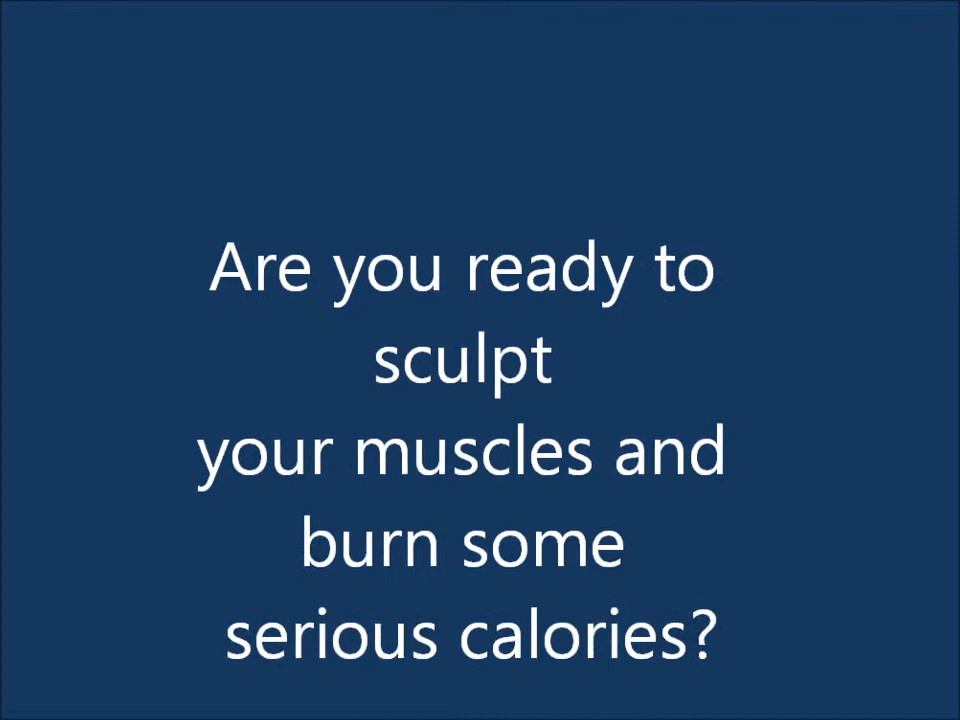 Are you ready to
sculpt
your muscles and
burn some
serious calories?